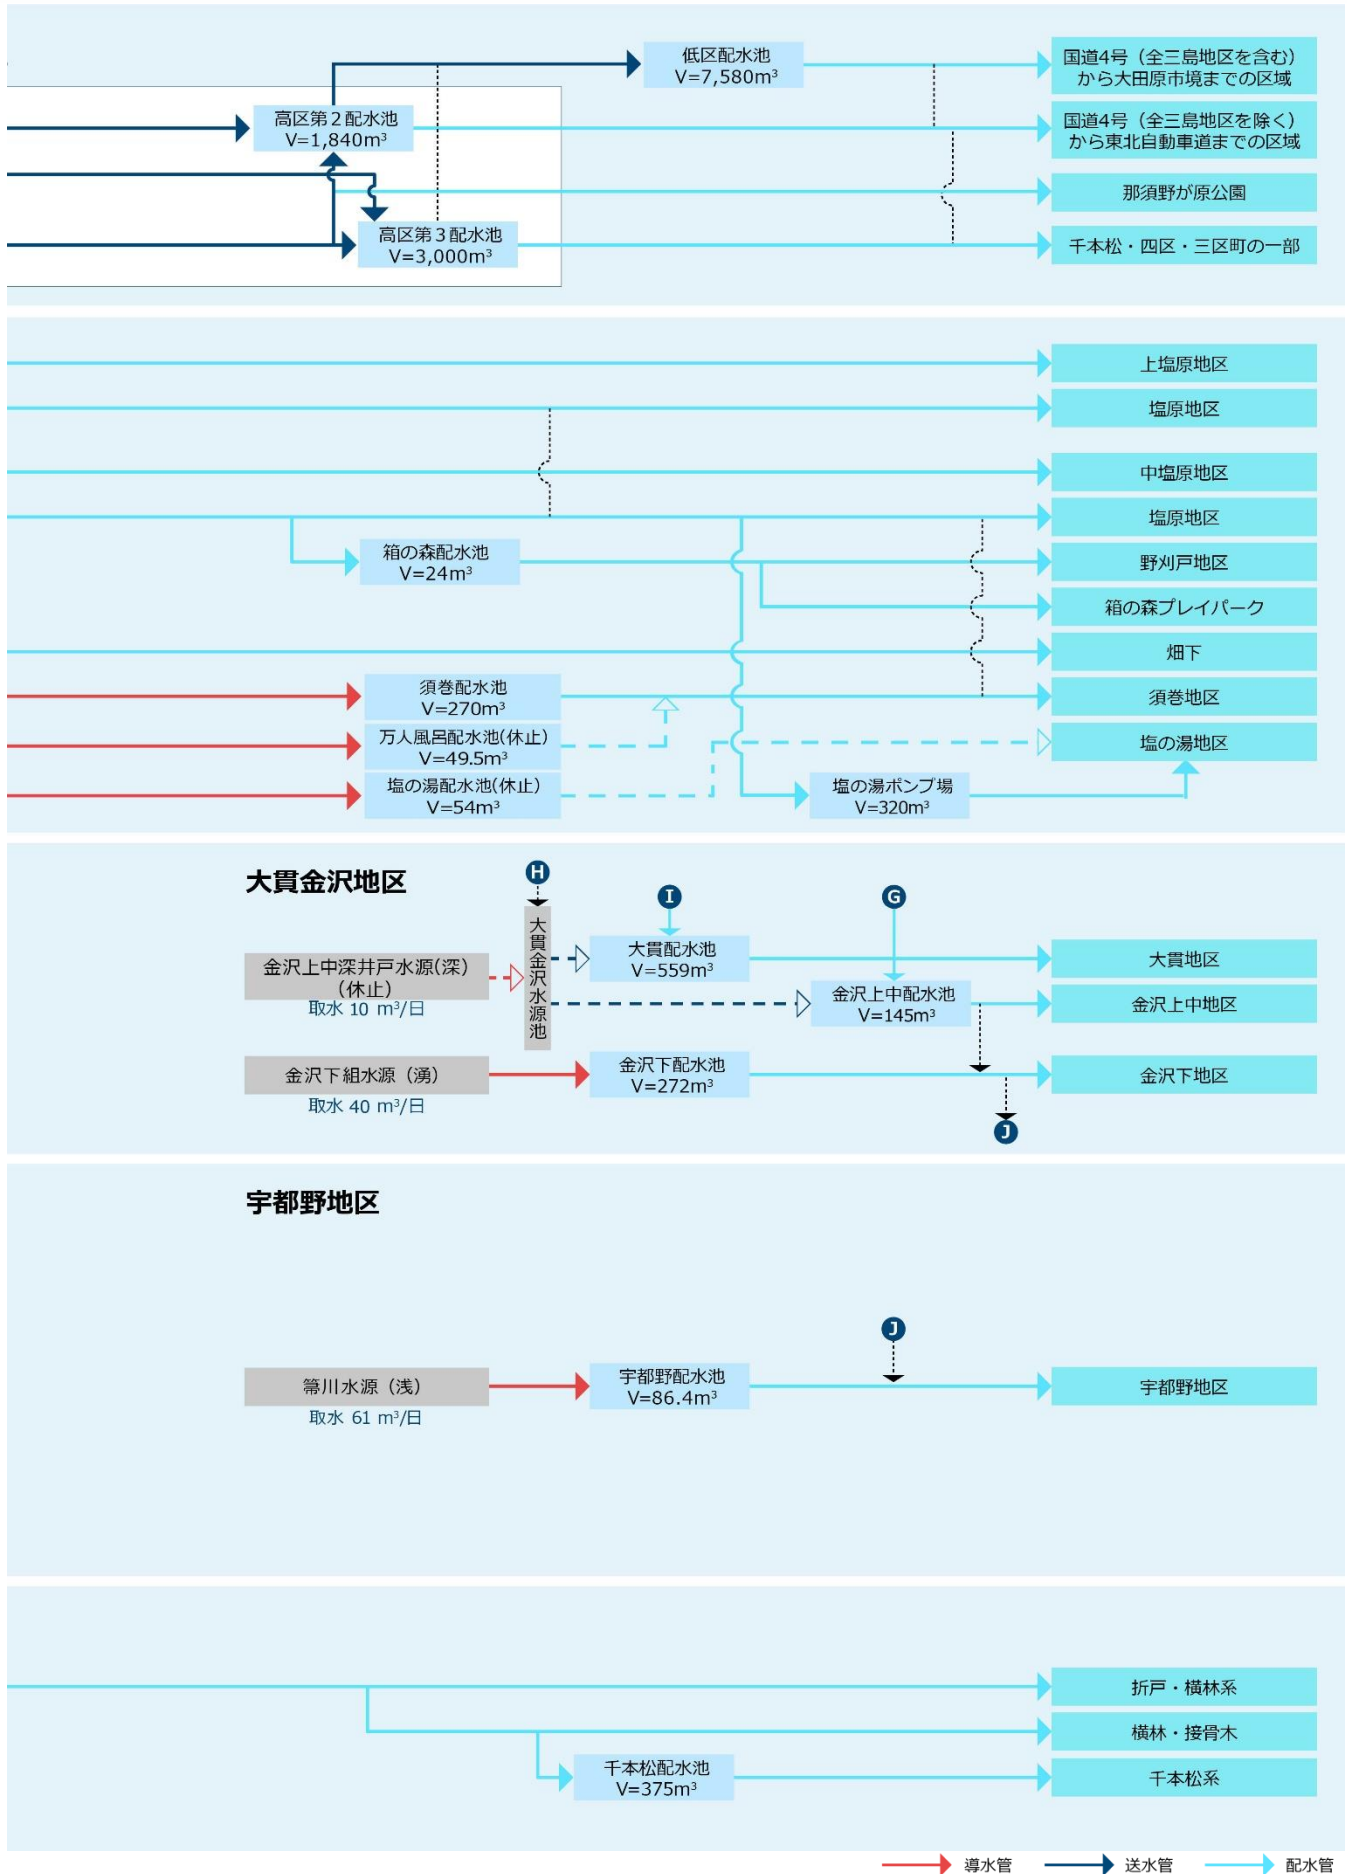 低区配水池
V=7,580m³
国道4号（全三島地区を含む）
から大田原市境までの区域
高区第２配水池
V=1,840m³
国道4号（全三島地区を除く）
から東北自動車道までの区域
那須野が原公園
高区第３配水池
V=3,000m³
千本松・四区・三区町の一部
上塩原地区
塩原地区
中塩原地区
塩原地区
箱の森配水池
V=24m³
野刈戸地区
箱の森プレイパーク
畑下
須巻配水池
V=270m³
須巻地区
万人風呂配水池(休止)
V=49.5m³
塩の湯地区
塩の湯配水池(休止)
V=54m³
塩の湯ポンプ場
V=320m³
大貫金沢地区
H
I
G
大貫金沢水源池
金沢上中深井戸水源(深)
(休止)
取水 10 m³/日
大貫配水池
V=559m³
大貫地区
金沢上中配水池
V=145m³
金沢上中地区
金沢下組水源（湧）
取水 40 m³/日
金沢下配水池
V=272m³
金沢下地区
J
宇都野地区
J
箒川水源（浅）
取水 61 m³/日
宇都野配水池
V=86.4m³
宇都野地区
折戸・横林系
横林・接骨木
千本松配水池
V=375m³
千本松系
導水管
送水管
配水管